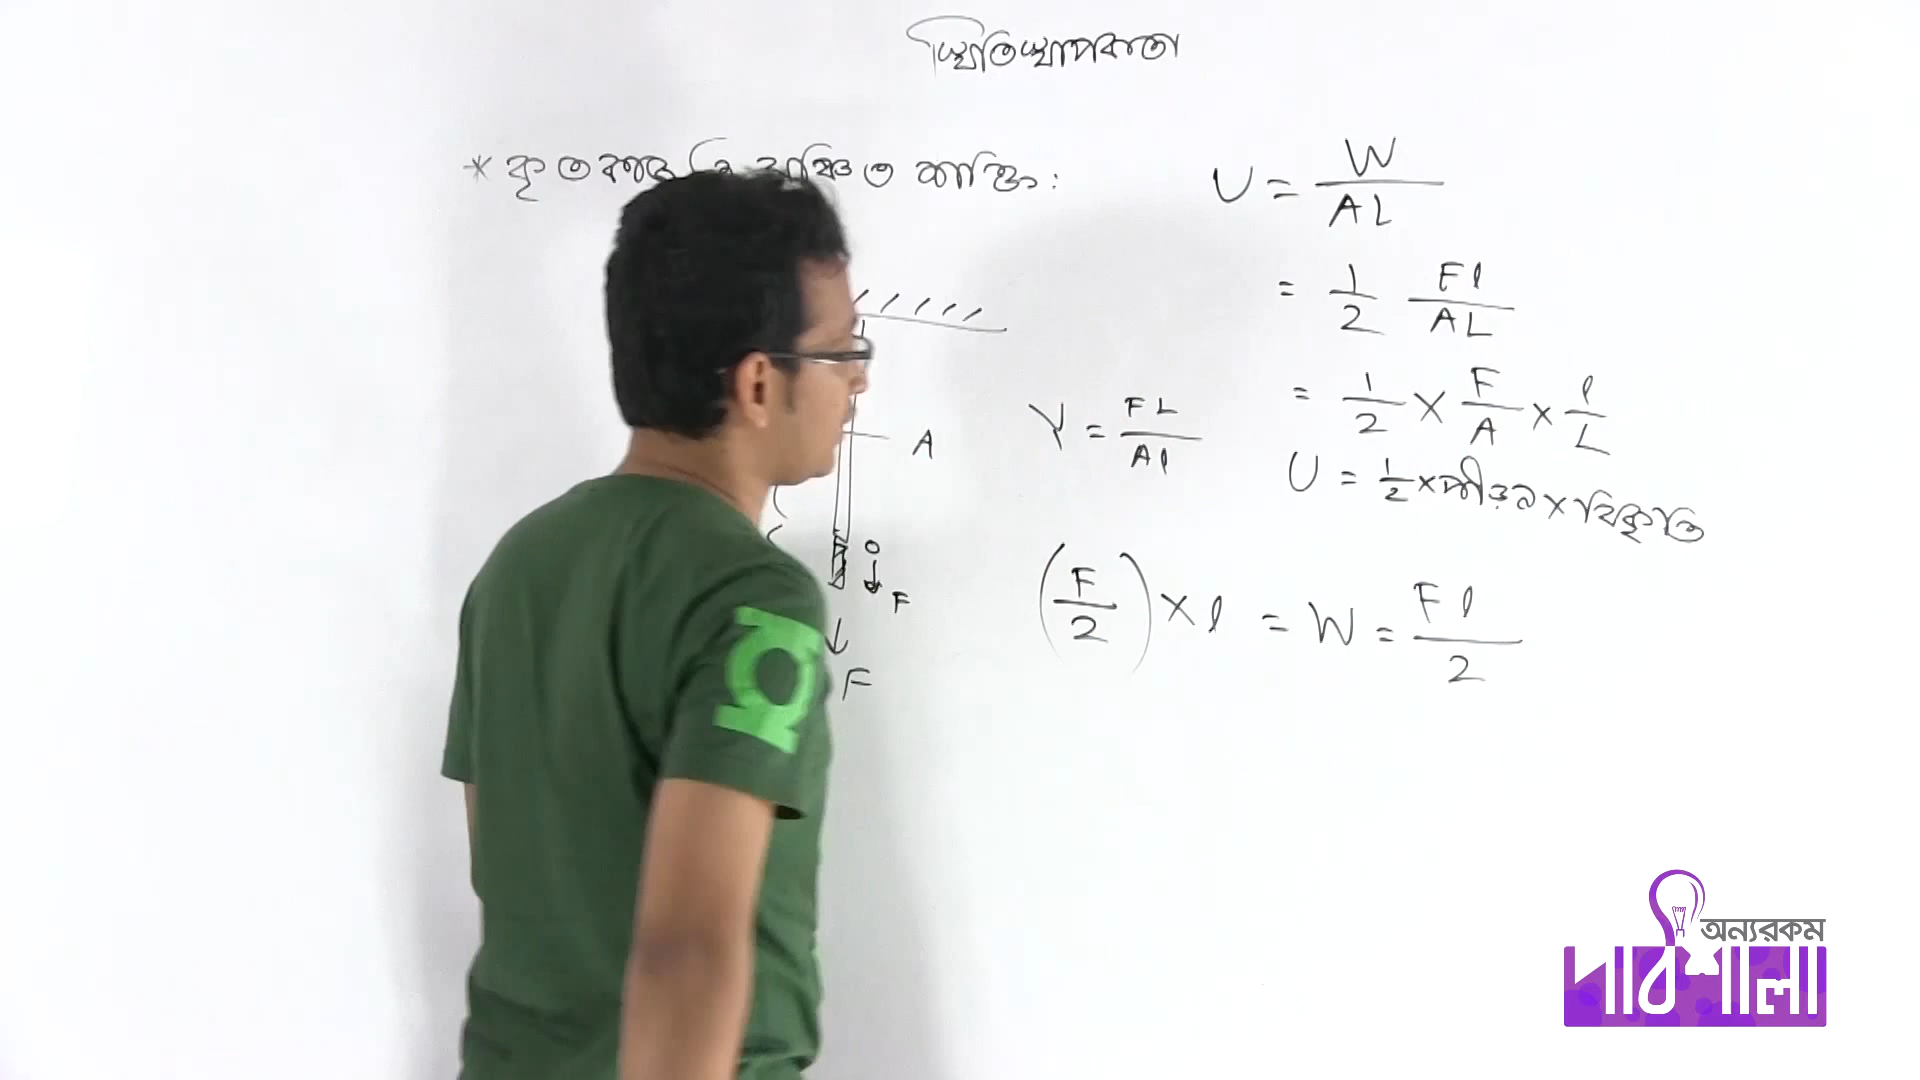 স্থিতিস্থাপকতা
* কৃতকাজ সঞ্চিত শক্তি :
U = W / AL
= 1/2 Fl / AL
= 1/2 × F/A × l/L
U = 1/2 × পীড়ন × বিকৃতি
Y = FL / Al
A
0
↓
F
↓
F
(F/2) × l = W = Fl / 2
অন্যরকম
পাঠশালা